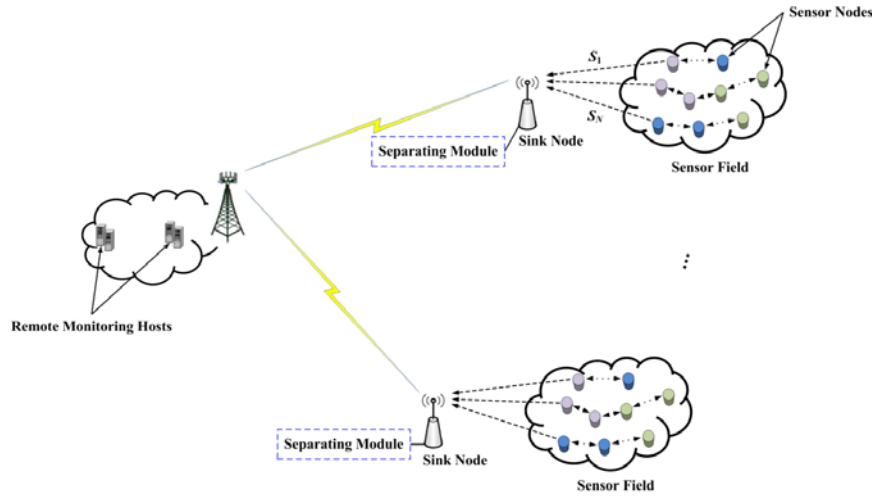 Sensor Nodes
S1
SN
Sink Node
Separating Module
Sensor Field
Remote Monitoring Hosts
Separating Module
Sink Node
Sensor Field